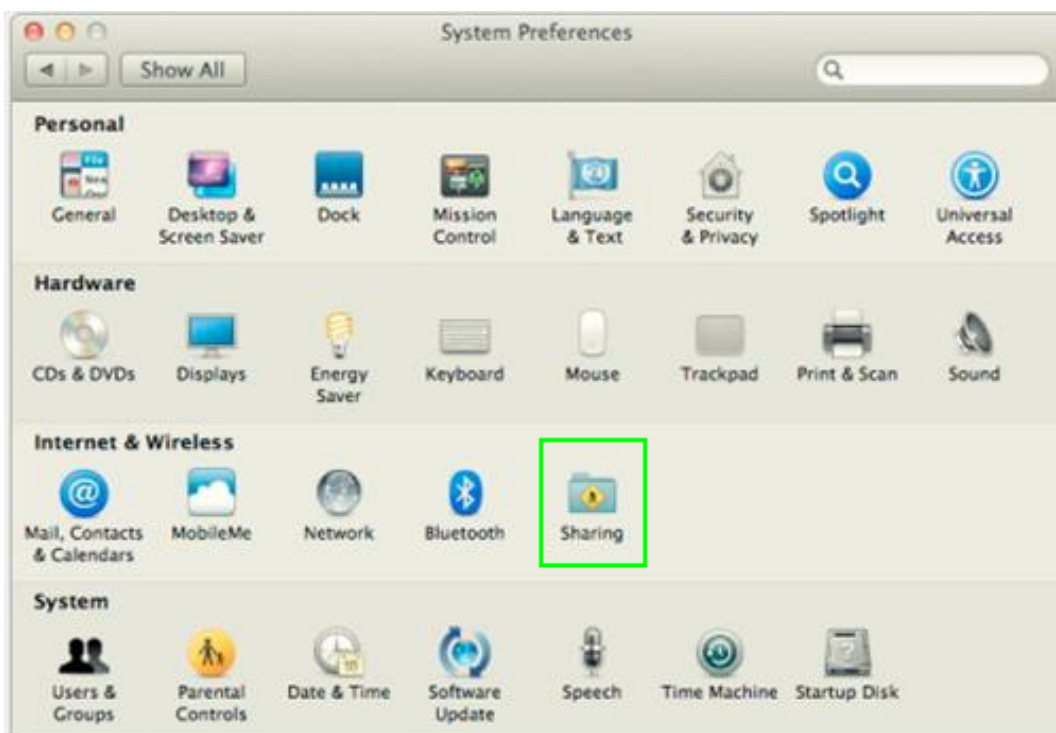 System Preferences
Show All
Personal
General Desktop & Screen Saver Dock Mission Control Language & Text Security & Privacy Spotlight Universal Access
Hardware
CDs & DVDs Displays Energy Saver Keyboard Mouse Trackpad Print & Scan Sound
Internet & Wireless
Mail, Contacts & Calendars MobileMe Network Bluetooth Sharing
System
Users & Groups Parental Controls Date & Time Software Update Speech Time Machine Startup Disk